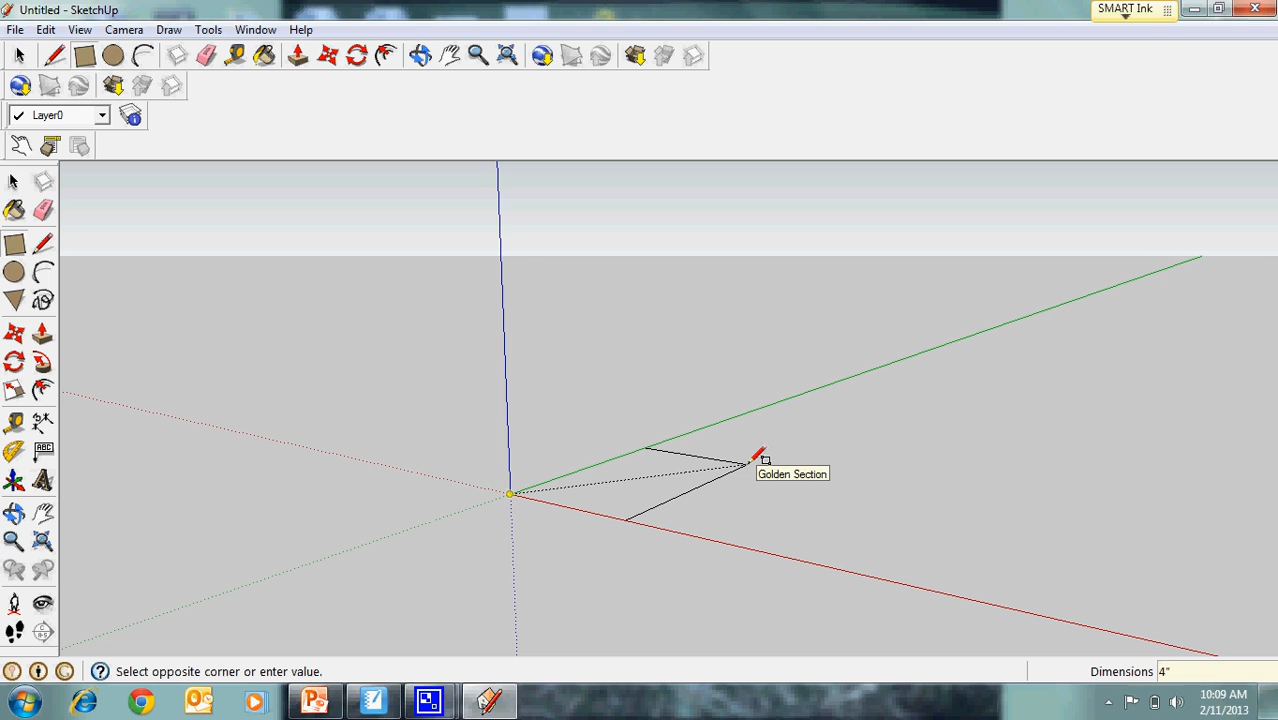 Untitled - SketchUp
SMART Ink
File Edit View Camera Draw Tools Window Help
Layer0
ABC
Golden Section
Select opposite corner or enter value.
Dimensions 4"
10:09 AM
2/11/2013